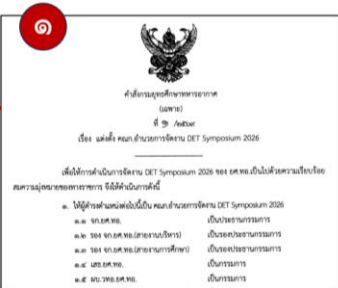 ๑
คำสั่งกรมยุทธศึกษาทหารอากาศ
(เฉพาะ)
ที่ /๒๕๖๙
เรื่อง แต่งตั้ง คณก.อำนวยการจัดงาน DET Symposium 2026
เพื่อให้การดำเนินการจัดงาน DET Symposium 2026 ของ ยศ.ทอ.เป็นไปด้วยความเรียบร้อย
สมความมุ่งหมายของทางราชการ จึงให้ดำเนินการดังนี้
๑. ให้ผู้ดำรงตำแหน่งต่อไปนี้เป็น คณก.อำนวยการจัดงาน DET Symposium 2026
๑.๑ จก.ยศ.ทอ. เป็นประธานกรรมการ
๑.๒ รอง จก.ยศ.ทอ.(สายงานบริหาร) เป็นรองประธานกรรมการ
๑.๓ รอง จก.ยศ.ทอ.(สายงานการศึกษา) เป็นรองประธานกรรมการ
๑.๔ เสธ.ยศ.ทอ. เป็นกรรมการ
๑.๕ ผบ.วทอ.ยศ.ทอ. เป็นกรรมการ